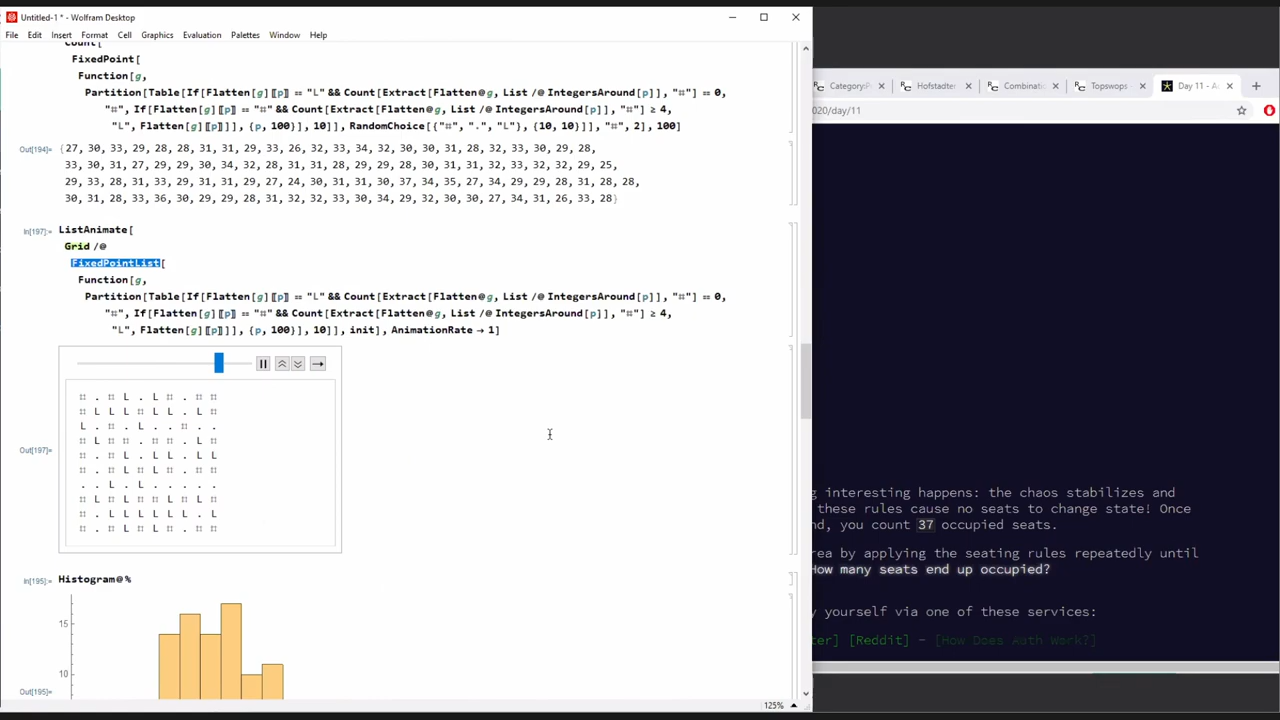 Untitled-1 * - Wolfram Desktop
File Edit Insert Format Cell Graphics Evaluation Palettes Window Help
Count[
FixedPoint[
Function[g,
Partition[Table[If[Flatten[g]〚p〛 == "L" && Count[Extract[Flatten@g, List /@ IntegersAround[p]], "#"] == 0,
"#", If[Flatten[g]〚p〛 == "#" && Count[Extract[Flatten@g, List /@ IntegersAround[p]], "#"] ≥ 4,
"L", Flatten[g]〚p〛]], {p, 100}], 10]], RandomChoice[{"#", ".", "L"}, {10, 10}]], "#", 2], 100]
Out[194]=
{27, 30, 33, 29, 28, 28, 31, 31, 29, 33, 26, 32, 33, 34, 32, 30, 30, 31, 28, 32, 33, 30, 29, 28,
33, 30, 31, 27, 29, 29, 30, 34, 32, 28, 31, 31, 28, 29, 29, 28, 30, 31, 31, 32, 33, 32, 32, 29, 25,
29, 33, 28, 31, 33, 29, 31, 31, 29, 27, 24, 30, 31, 31, 30, 37, 34, 35, 27, 34, 29, 29, 28, 31, 28, 28,
30, 31, 28, 33, 36, 30, 29, 29, 28, 31, 32, 32, 33, 30, 34, 29, 32, 30, 30, 27, 34, 31, 26, 33, 28}
In[197]:= ListAnimate[
Grid /@
FixedPointList[
Function[g,
Partition[Table[If[Flatten[g]〚p〛 == "L" && Count[Extract[Flatten@g, List /@ IntegersAround[p]], "#"] == 0,
"#", If[Flatten[g]〚p〛 == "#" && Count[Extract[Flatten@g, List /@ IntegersAround[p]], "#"] ≥ 4,
"L", Flatten[g]〚p〛]], {p, 100}], 10]], init], AnimationRate → 1]
Out[197]=
# . # L . L # . # #
# L L L # L L . L #
L . # . L . . # . .
# L # # . # # . L #
# . # L . L # . L L
# . # L # L # . # #
. . L . L . . . . .
# L # L # # L # L #
# . L L L L L L . L
# . # L # L # . # #
In[195]:= Histogram@%
15
10
Out[195]=
125%
CategoryP
Hofstadter
Combinati
Topswops
Day 11 - A
020/day/11
g interesting happens: the chaos stabilizes and
these rules cause no seats to change state! Once
nd, you count 37 occupied seats.
rea by applying the seating rules repeatedly until
How many seats end up occupied?
y yourself via one of these services:
ter] [Reddit] - [How Does Auth Work?]